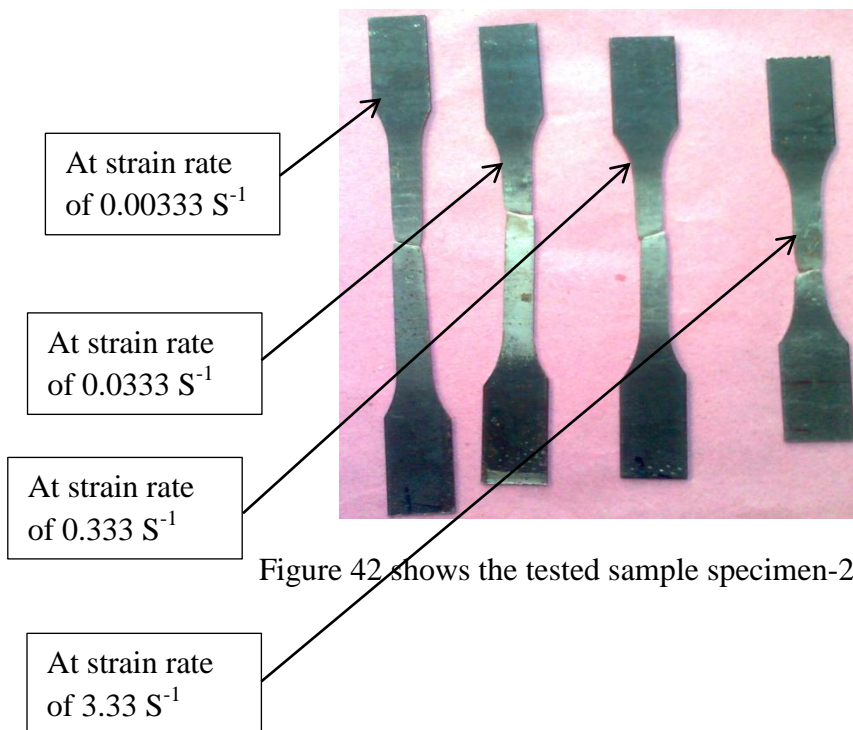 At strain rate
of 0.00333 S⁻¹
At strain rate
of 0.0333 S⁻¹
At strain rate
of 0.333 S⁻¹
Figure 42 shows the tested sample specimen-2
At strain rate
of 3.33 S⁻¹